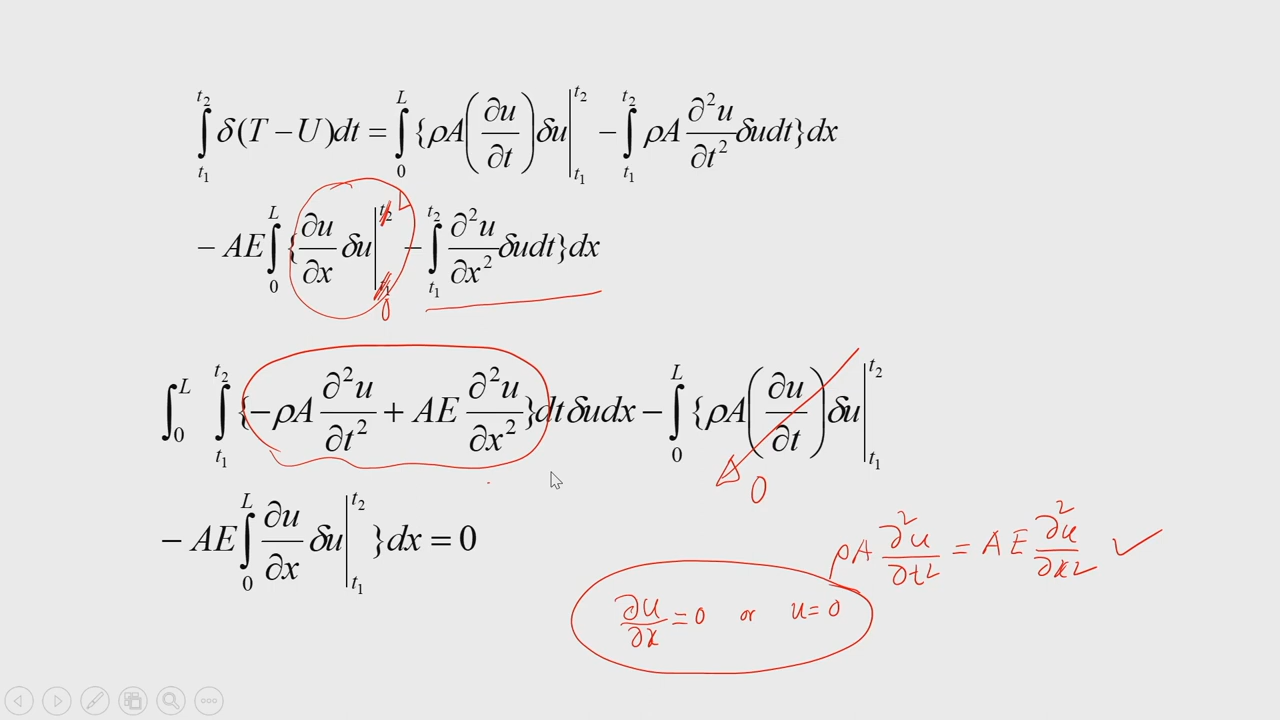 ∫_{t₁}^{t₂} δ(T − U)dt = ∫_0^L {ρA(∂u/∂t)δu|_{t₁}^{t₂} − ∫_{t₁}^{t₂} ρA ∂²u/∂t² δudt}dx
− AE∫_0^L {∂u/∂x δu|_{t₁}^{t₂} − ∫_{t₁}^{t₂} ∂²u/∂x² δudt}dx
L
0
∫_0^L ∫_{t₁}^{t₂} {−ρA ∂²u/∂t² + AE ∂²u/∂x²}dtδudx − ∫_0^L {ρA(∂u/∂t)δu|_{t₁}^{t₂}
0
− AE∫_0^L ∂u/∂x δu|_{t₁}^{t₂} }dx = 0
ρA ∂²u/∂t² = AE ∂²u/∂x² ✓
∂u/∂x = 0 or u = 0